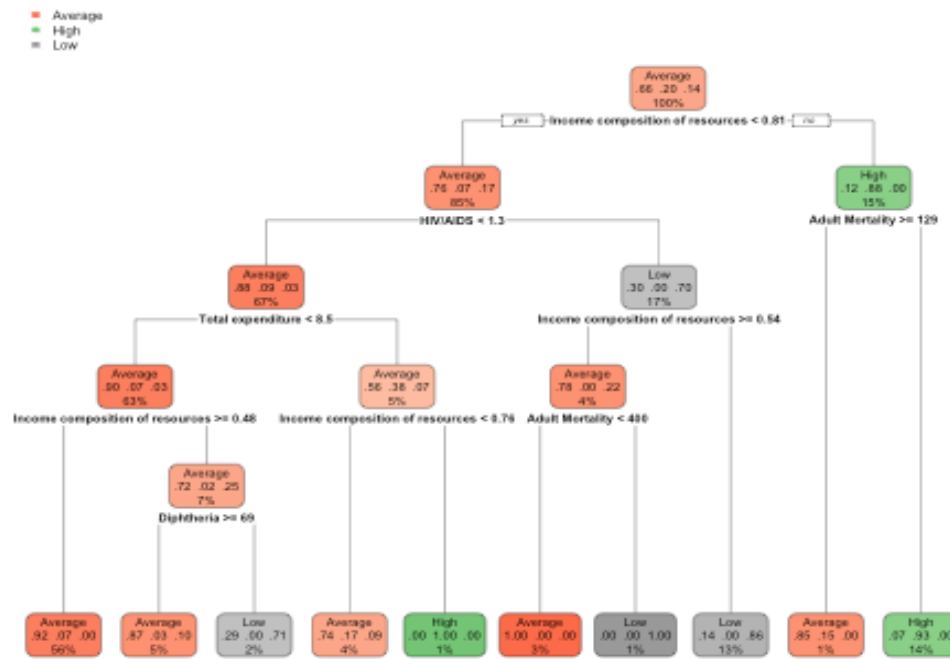 Average
High
Low
Average
.66 .20 .14
100%
yes Income composition of resources < 0.81 no
Average
.76 .07 .17
85%
High
.12 .88 .00
15%
HIV/AIDS < 1.3
Adult Mortality >= 129
Average
.88 .09 .03
67%
Low
.30 .00 .70
17%
Total expenditure < 8.5
Income composition of resources >= 0.54
Average
.90 .07 .03
63%
Average
.56 .38 .07
5%
Average
.78 .00 .22
4%
Income composition of resources >= 0.48
Income composition of resources < 0.76
Adult Mortality < 400
Average
.72 .02 .25
7%
Diphtheria >= 69
Average
.92 .07 .00
56%
Average
.87 .03 .10
5%
Low
.29 .00 .71
2%
Average
.74 .17 .09
4%
High
.00 1.00 .00
1%
Average
1.00 .00 .00
3%
Low
.00 .00 1.00
1%
Low
.14 .00 .86
13%
Average
.85 .15 .00
1%
High
.07 .93 .00
14%